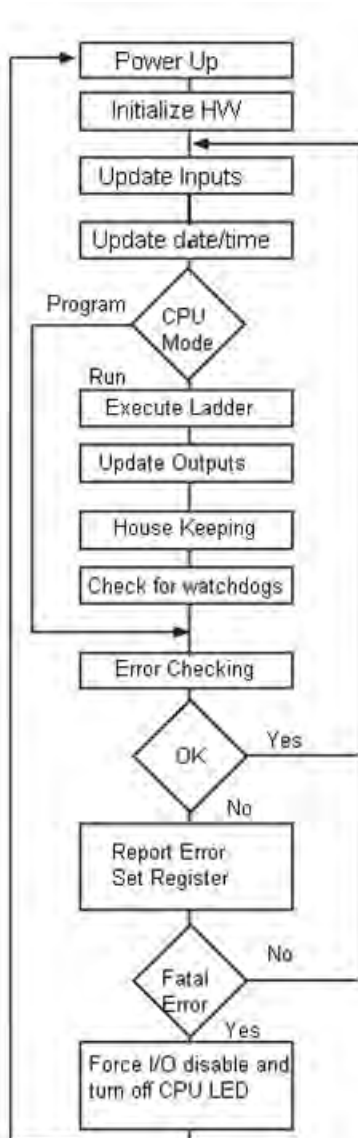 Power Up
Initialize HW
Update Inputs
Update date/time
Program
CPU
Mode
Run
Execute Ladder
Update Outputs
House Keeping
Check for watchdogs
Error Checking
OK
Yes
No
Report Error
Set Register
No
Fatal
Error
Yes
Force I/O disable and
turn off CPU LED